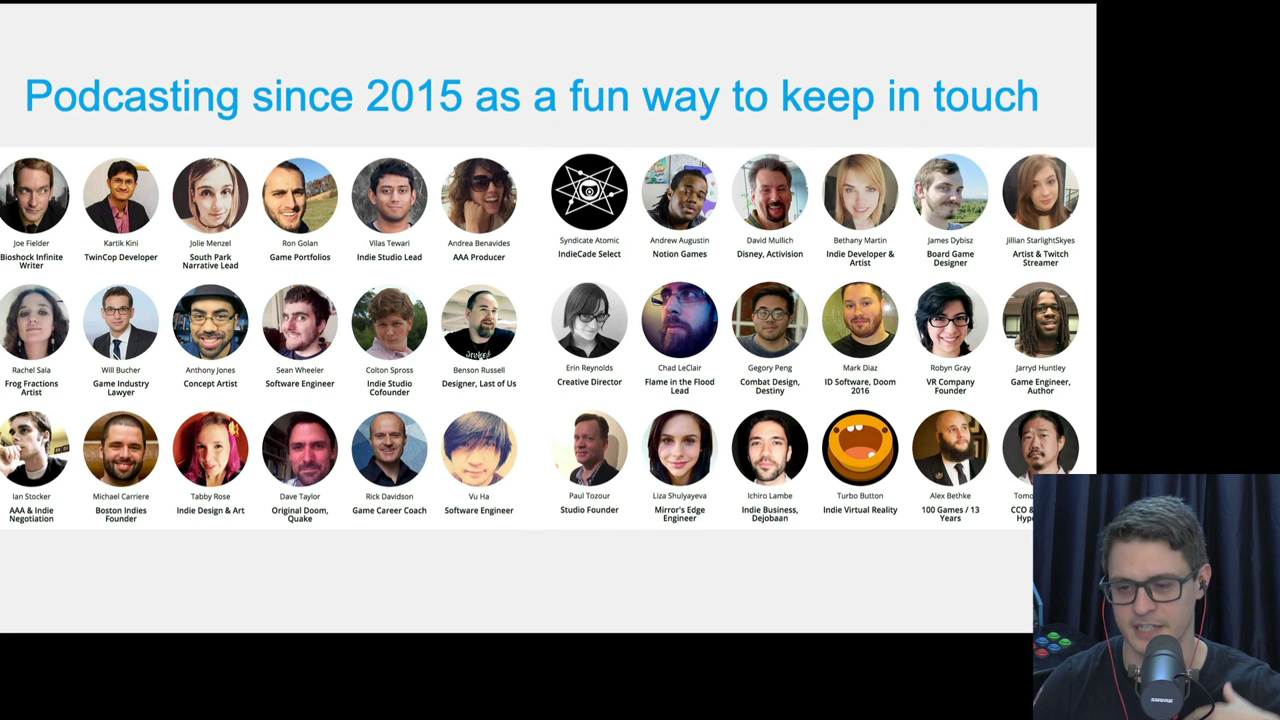 Podcasting since 2015 as a fun way to keep in touch
Joe Fielder
Bioshock Infinite
Writer
Kartik Kini
TwinCop Developer
Jolie Menzel
South Park
Narrative Lead
Ron Golan
Game Portfolios
Vilas Tewari
Indie Studio Lead
Andrea Benavides
AAA Producer
Syndicate Atomic
IndieCade Select
Andrew Augustin
Notion Games
David Mullich
Disney, Activision
Bethany Martin
Indie Developer &
Artist
James Dybisz
Board Game
Designer
Jillian StarlightSkyes
Artist & Twitch
Streamer
Rachel Sala
Frog Fractions
Artist
Will Bucher
Game Industry
Lawyer
Anthony Jones
Concept Artist
Sean Wheeler
Software Engineer
Colton Spross
Indie Studio
Cofounder
Benson Russell
Designer, Last of Us
Erin Reynolds
Creative Director
Chad LeClair
Flame in the Flood
Lead
Gegory Peng
Combat Design,
Destiny
Mark Diaz
ID Software, Doom
2016
Robyn Gray
VR Company
Founder
Jarryd Huntley
Game Engineer,
Author
Ian Stocker
AAA & Indie
Negotiation
Michael Carriere
Boston Indies
Founder
Tabby Rose
Indie Design & Art
Dave Taylor
Original Doom,
Quake
Rick Davidson
Game Career Coach
Vu Ha
Software Engineer
Paul Tozour
Studio Founder
Liza Shulyayeva
Mirror's Edge
Engineer
Ichiro Lambe
Indie Business,
Dejobaan
Turbo Button
Indie Virtual Reality
Alex Bethke
100 Games / 13
Years
Tomo
CCO &
Hype
SHURE